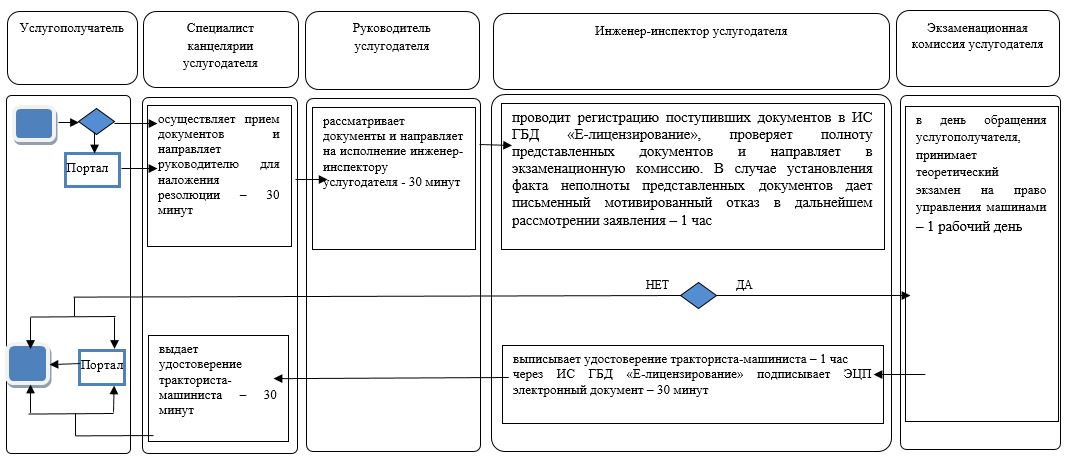 Услугополучатель
Специалист
канцелярии
услугодателя
Руководитель
услугодателя
Инженер-инспектор услугодателя
Экзаменационная
комиссия услугодателя
Портал
осуществляет прием
документов и
направляет
руководителю для
наложения
резолюции – 30
минут
рассматривает
документы и направляет
на исполнение инженер-
инспектору
услугодателя - 30 минут
проводит регистрацию поступивших документов в ИС
ГБД «Е-лицензирование», проверяет полноту
представленных документов и направляет в
экзаменационную комиссию. В случае установления
факта неполноты представленных документов дает
письменный мотивированный отказ в дальнейшем
рассмотрении заявления – 1 час
в день обращения
услугополучателя,
принимает
теоретический
экзамен на право
управления машинами
– 1 рабочий день
НЕТ
ДА
Портал
выдает
удостоверение
тракториста-
машиниста – 30
минут
выписывает удостоверение тракториста-машиниста – 1 час
через ИС ГБД «Е-лицензирование» подписывает ЭЦП
электронный документ – 30 минут